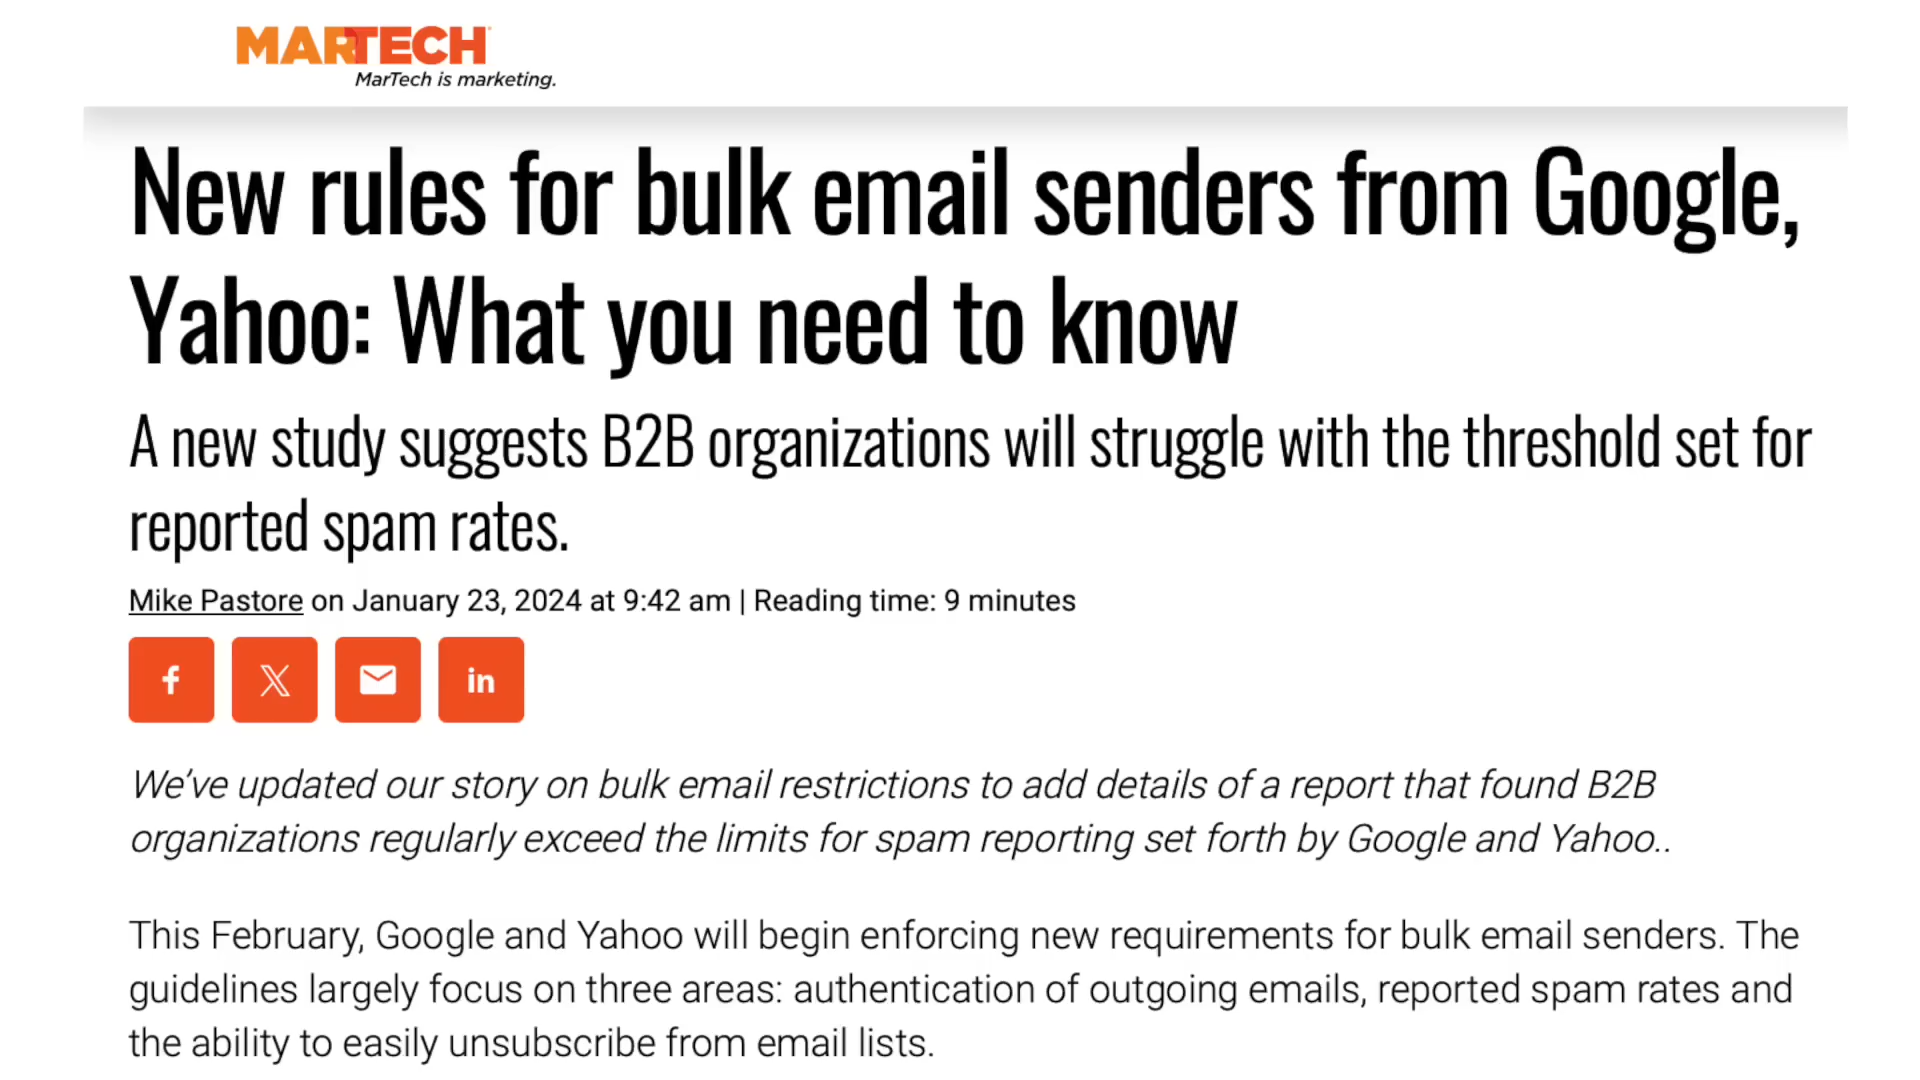 MARTECH
MarTech is marketing.
New rules for bulk email senders from Google,
Yahoo: What you need to know
A new study suggests B2B organizations will struggle with the threshold set for
reported spam rates.
Mike Pastore on January 23, 2024 at 9:42 am | Reading time: 9 minutes
f X in
We’ve updated our story on bulk email restrictions to add details of a report that found B2B
organizations regularly exceed the limits for spam reporting set forth by Google and Yahoo..
This February, Google and Yahoo will begin enforcing new requirements for bulk email senders. The
guidelines largely focus on three areas: authentication of outgoing emails, reported spam rates and
the ability to easily unsubscribe from email lists.